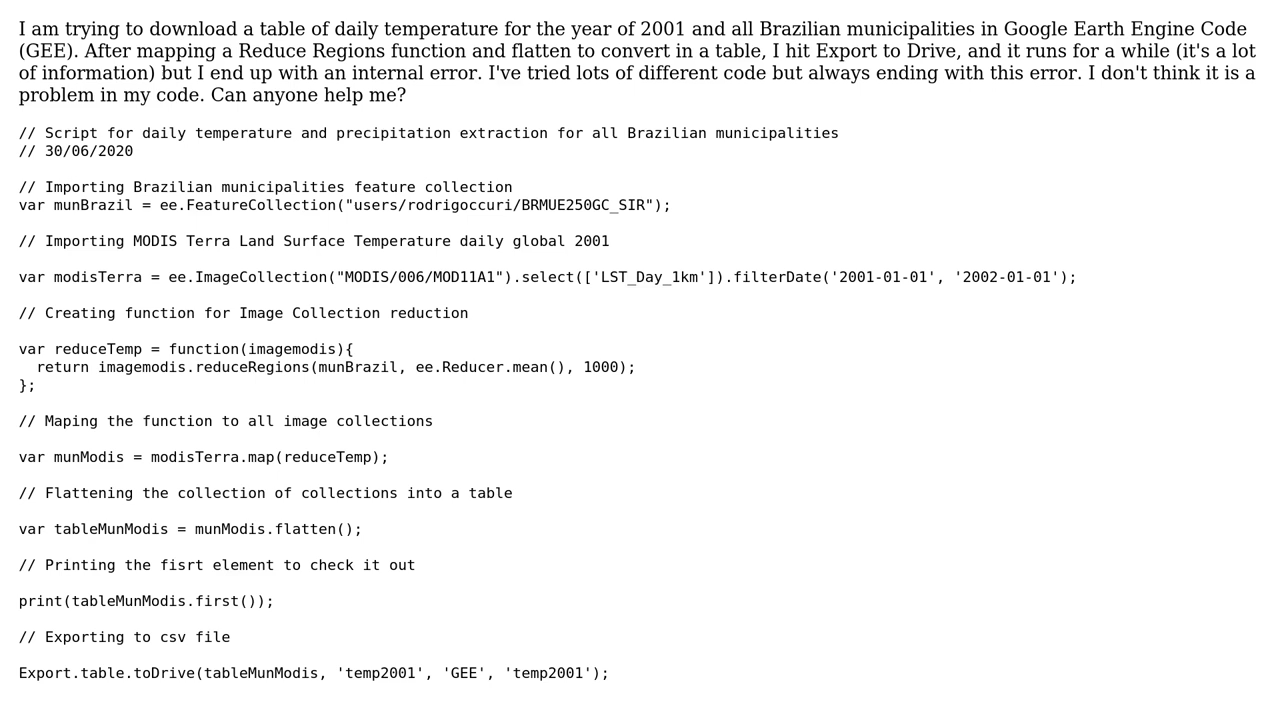 I am trying to download a table of daily temperature for the year of 2001 and all Brazilian municipalities in Google Earth Engine Code
(GEE). After mapping a Reduce Regions function and flatten to convert in a table, I hit Export to Drive, and it runs for a while (it's a lot
of information) but I end up with an internal error. I've tried lots of different code but always ending with this error. I don't think it is a
problem in my code. Can anyone help me?
// Script for daily temperature and precipitation extraction for all Brazilian municipalities
// 30/06/2020
// Importing Brazilian municipalities feature collection
var munBrazil = ee.FeatureCollection("users/rodrigoccuri/BRMUE250GC_SIR");
// Importing MODIS Terra Land Surface Temperature daily global 2001
var modisTerra = ee.ImageCollection("MODIS/006/MOD11A1").select(['LST_Day_1km']).filterDate('2001-01-01', '2002-01-01');
// Creating function for Image Collection reduction
var reduceTemp = function(imagemodis){
  return imagemodis.reduceRegions(munBrazil, ee.Reducer.mean(), 1000);
};
// Maping the function to all image collections
var munModis = modisTerra.map(reduceTemp);
// Flattening the collection of collections into a table
var tableMunModis = munModis.flatten();
// Printing the fisrt element to check it out
print(tableMunModis.first());
// Exporting to csv file
Export.table.toDrive(tableMunModis, 'temp2001', 'GEE', 'temp2001');